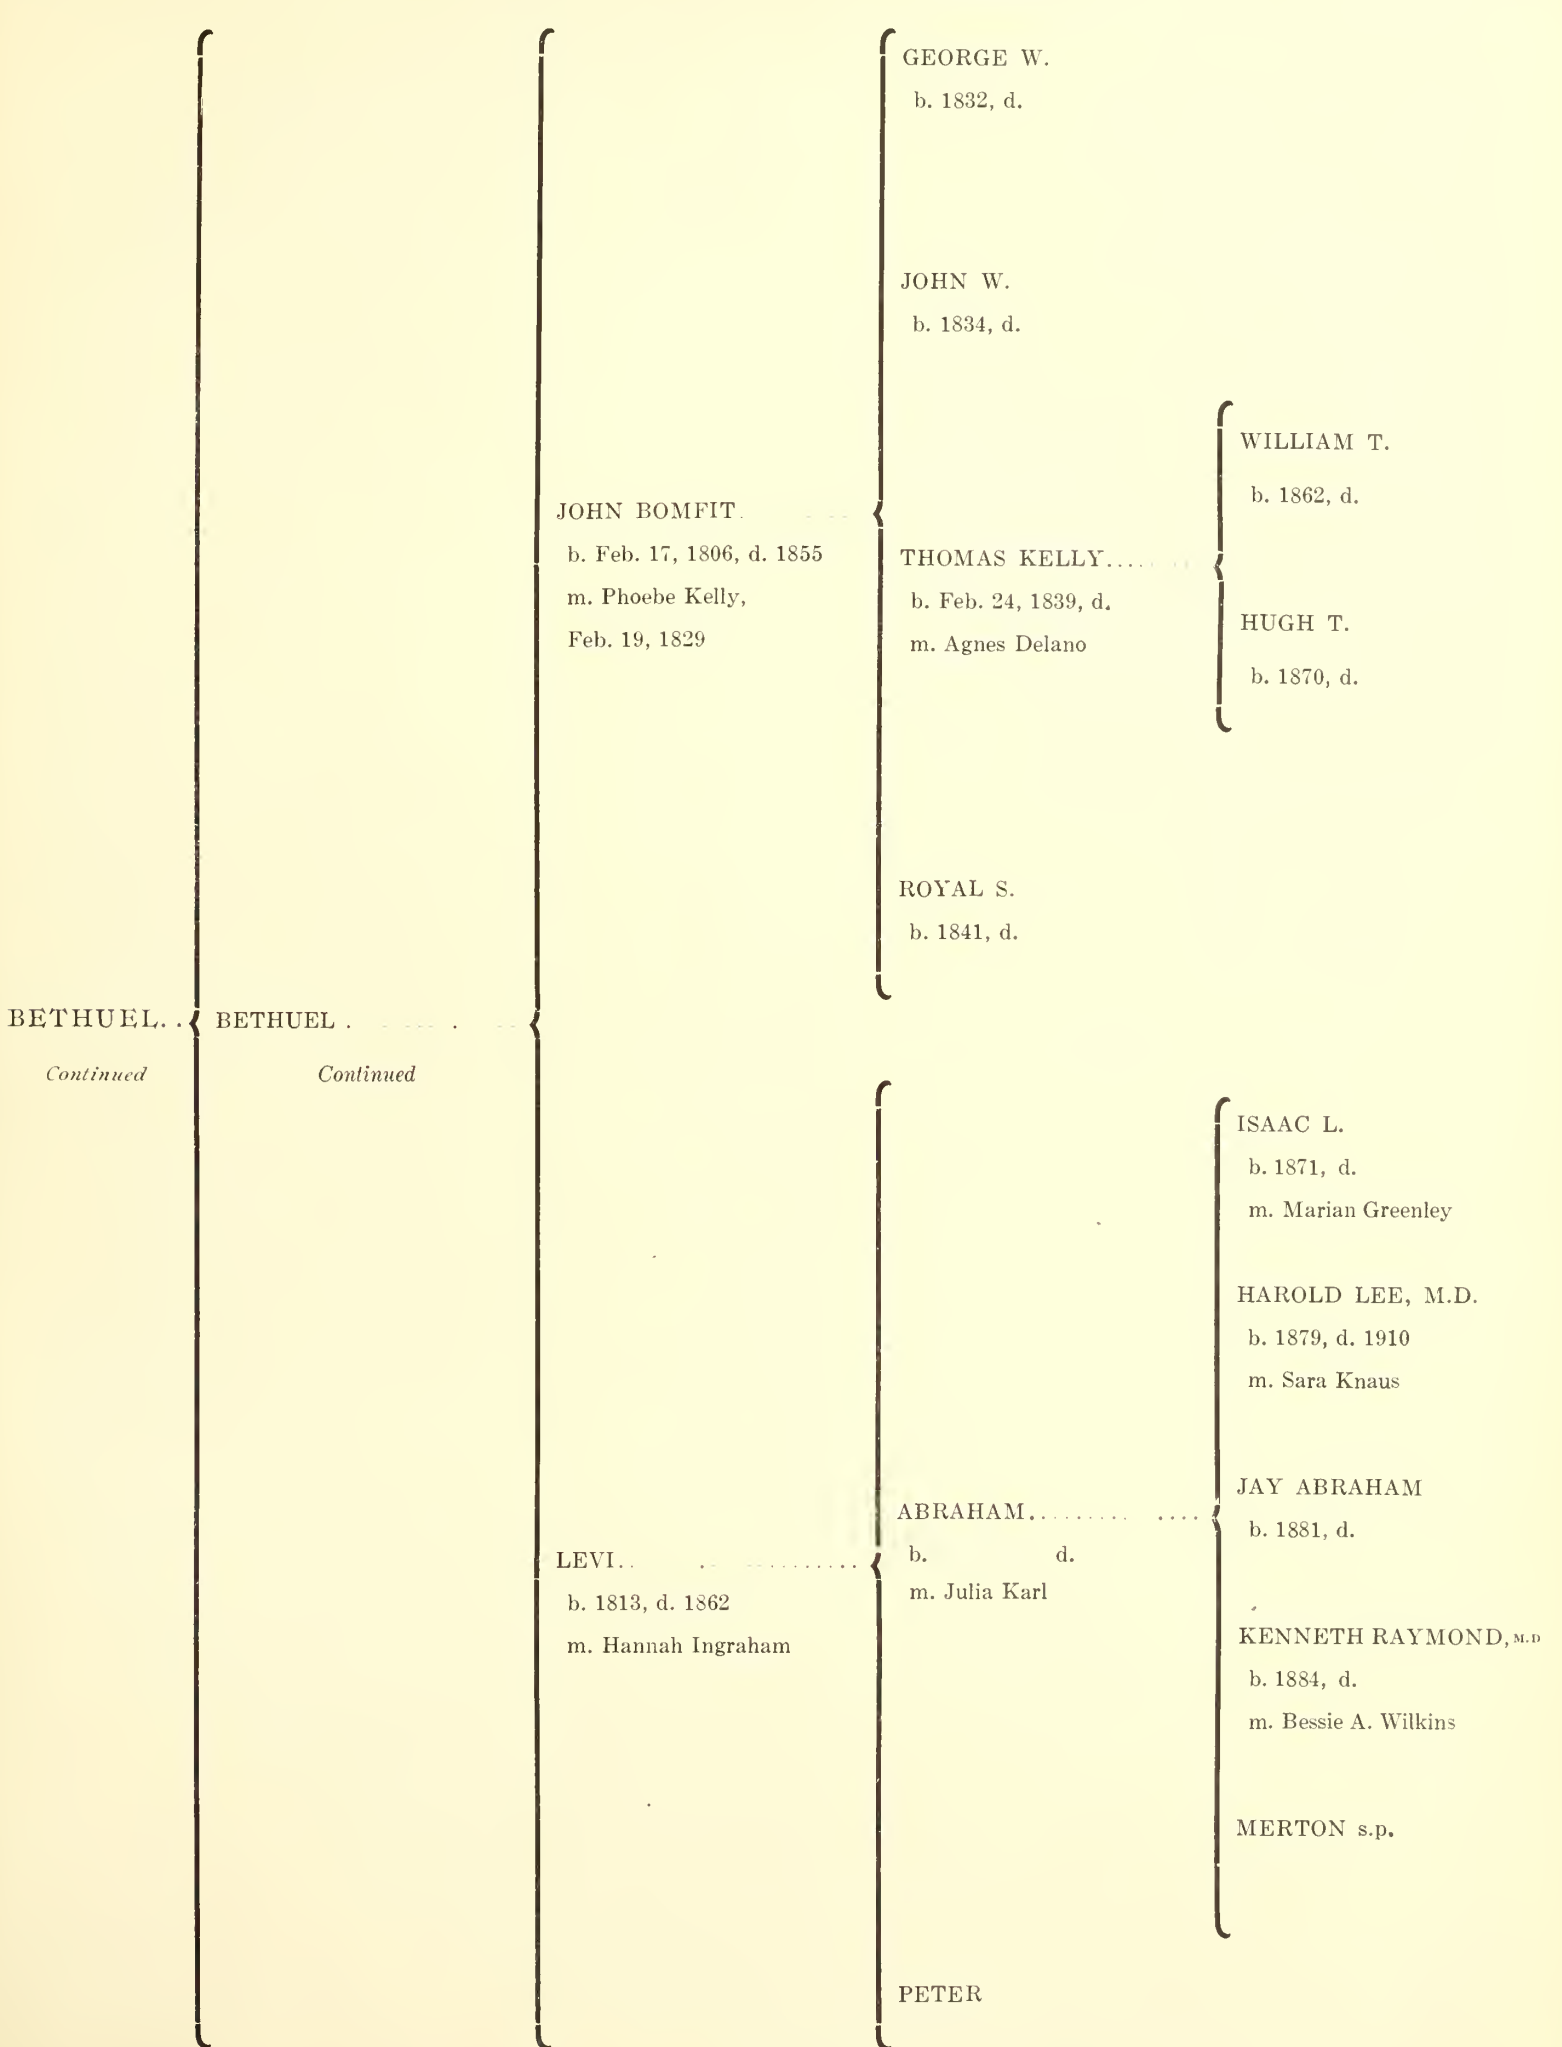 BETHUEL..
Continued
BETHUEL . .
Continued
JOHN BOMFIT.
b. Feb. 17, 1806, d. 1855
m. Phoebe Kelly,
Feb. 19, 1829
GEORGE W.
b. 1832, d.
JOHN W.
b. 1834, d.
THOMAS KELLY....
b. Feb. 24, 1839, d.
m. Agnes Delano
WILLIAM T.
b. 1862, d.
HUGH T.
b. 1870, d.
ROYAL S.
b. 1841, d.
LEVI.. . ..........
b. 1813, d. 1862
m. Hannah Ingraham
ABRAHAM......... ....
b. d.
m. Julia Karl
ISAAC L.
b. 1871, d.
m. Marian Greenley
HAROLD LEE, M.D.
b. 1879, d. 1910
m. Sara Knaus
JAY ABRAHAM
b. 1881, d.
KENNETH RAYMOND, M.D
b. 1884, d.
m. Bessie A. Wilkins
MERTON s.p.
PETER